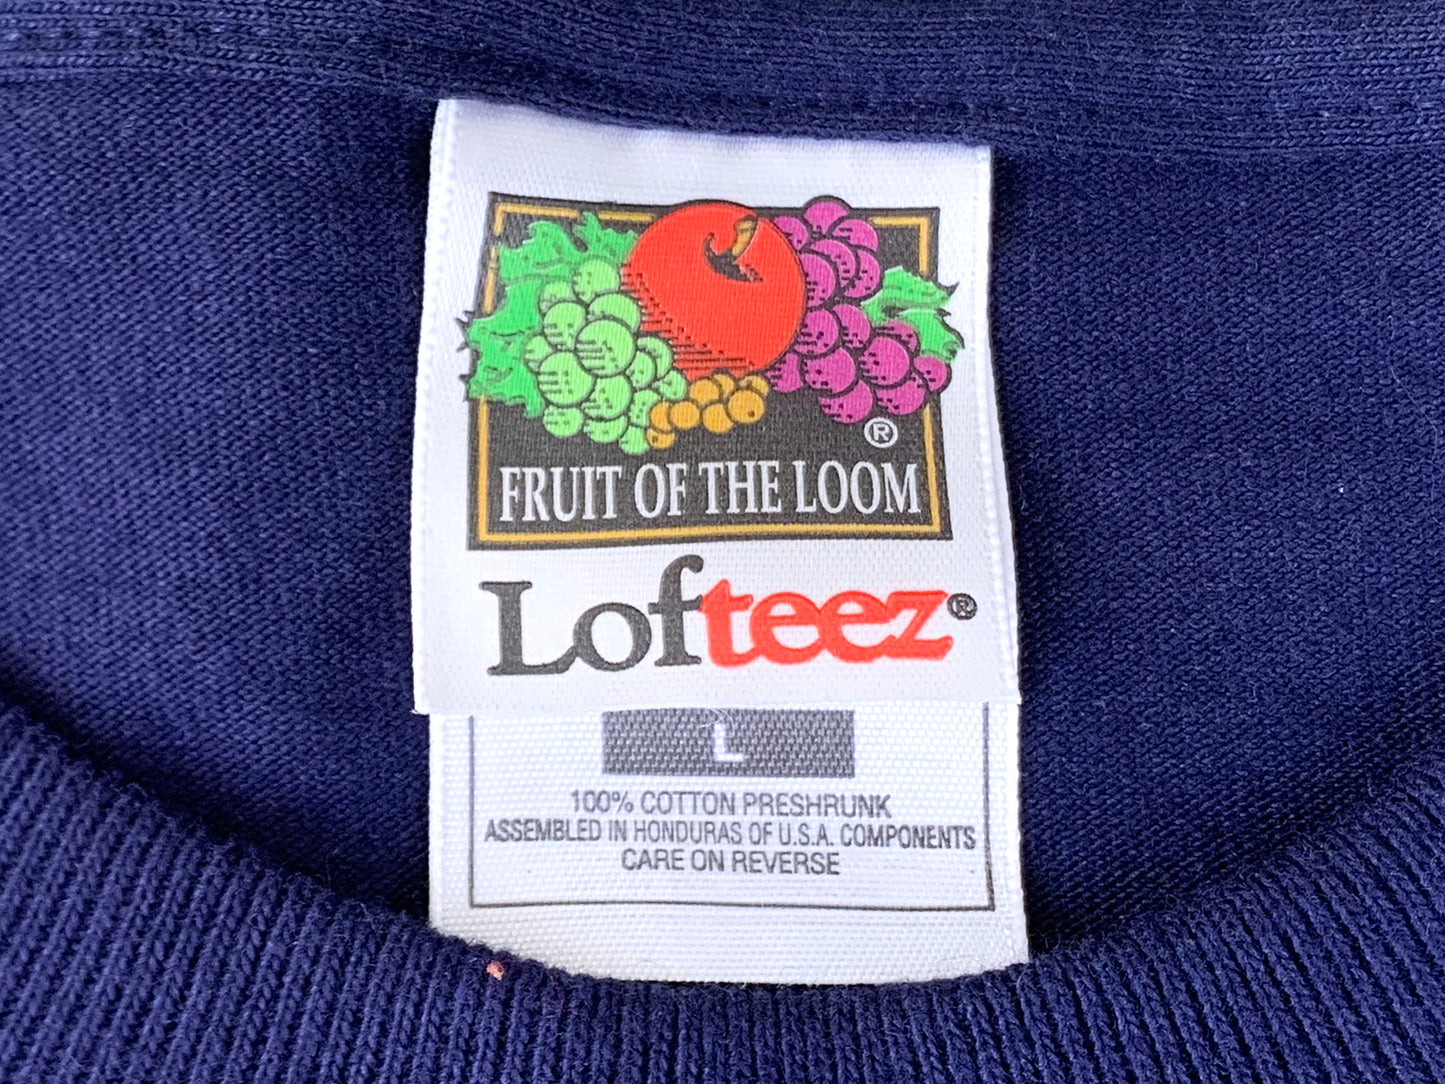 ®
FRUIT OF THE LOOM
Lofteez®
L
100% COTTON PRESHRUNK
ASSEMBLED IN HONDURAS OF U.S.A. COMPONENTS
CARE ON REVERSE